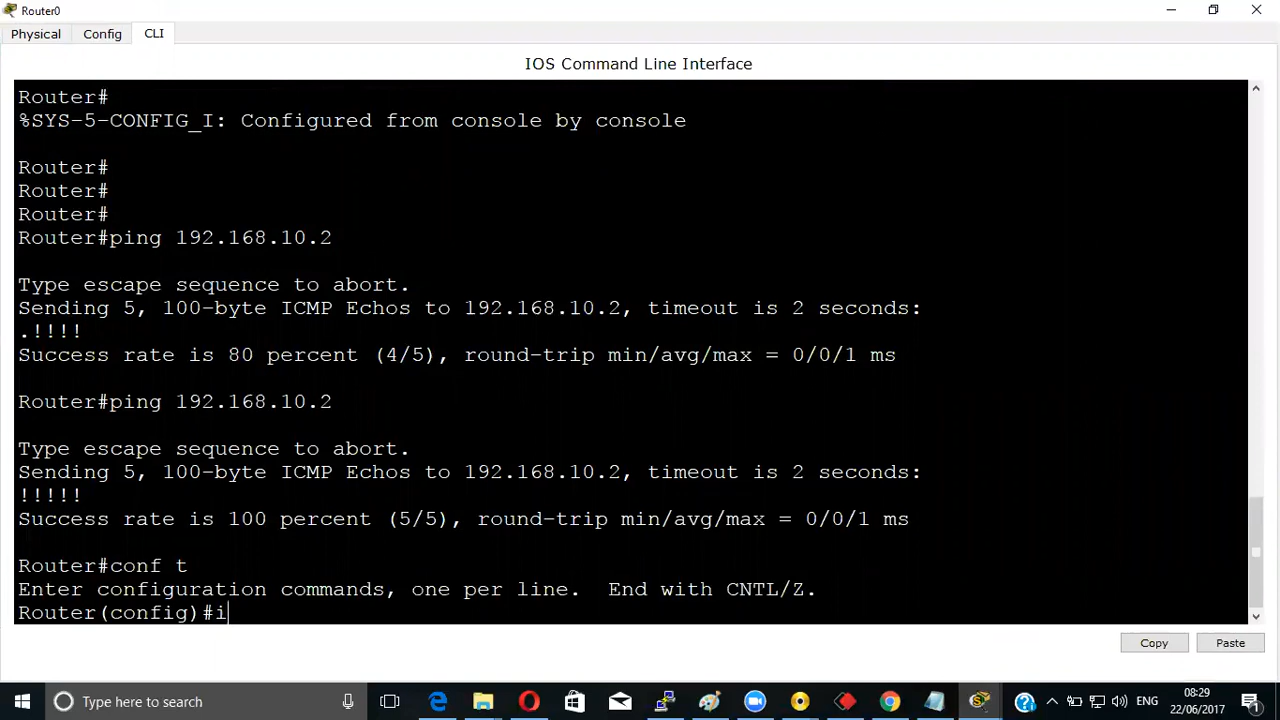 Router0
Physical Config CLI
IOS Command Line Interface
Router#
%SYS-5-CONFIG_I: Configured from console by console
Router#
Router#
Router#
Router#ping 192.168.10.2
Type escape sequence to abort.
Sending 5, 100-byte ICMP Echos to 192.168.10.2, timeout is 2 seconds:
.!!!!
Success rate is 80 percent (4/5), round-trip min/avg/max = 0/0/1 ms
Router#ping 192.168.10.2
Type escape sequence to abort.
Sending 5, 100-byte ICMP Echos to 192.168.10.2, timeout is 2 seconds:
!!!!!
Success rate is 100 percent (5/5), round-trip min/avg/max = 0/0/1 ms
Router#conf t
Enter configuration commands, one per line.  End with CNTL/Z.
Router(config)#i
Copy Paste
Type here to search
ENG
08:29
22/06/2017
1